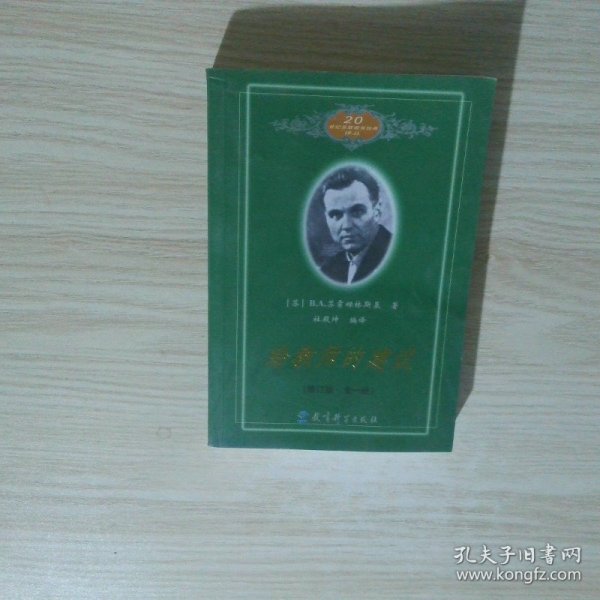 20
世纪苏联教育经典
译丛
[苏] B.A.苏霍姆林斯基 著
杜殿坤 编译
给教师的建议
(修订版 全一册)
教育科学出版社
孔夫子旧书网
www.kongfz.com